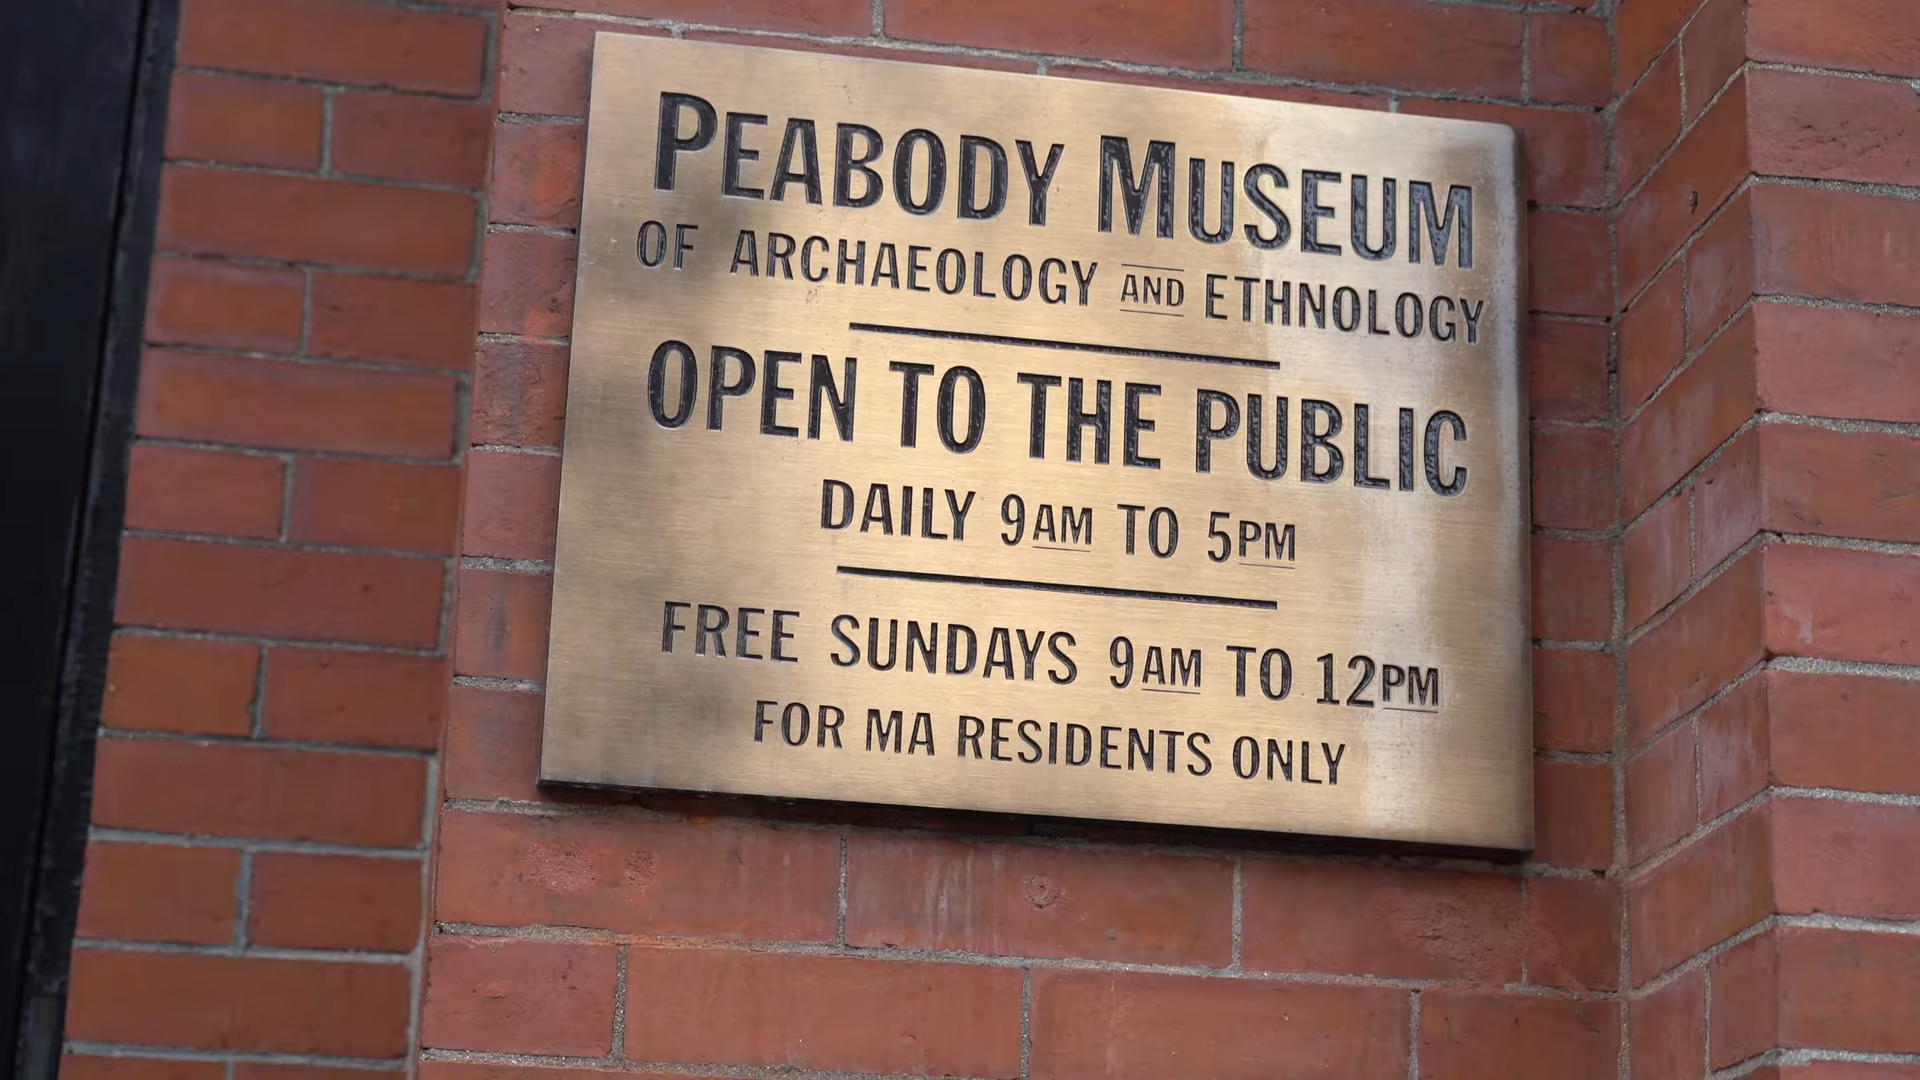 PEABODY MUSEUM
OF ARCHAEOLOGY AND ETHNOLOGY
OPEN TO THE PUBLIC
DAILY 9AM TO 5PM
FREE SUNDAYS 9AM TO 12PM
FOR MA RESIDENTS ONLY